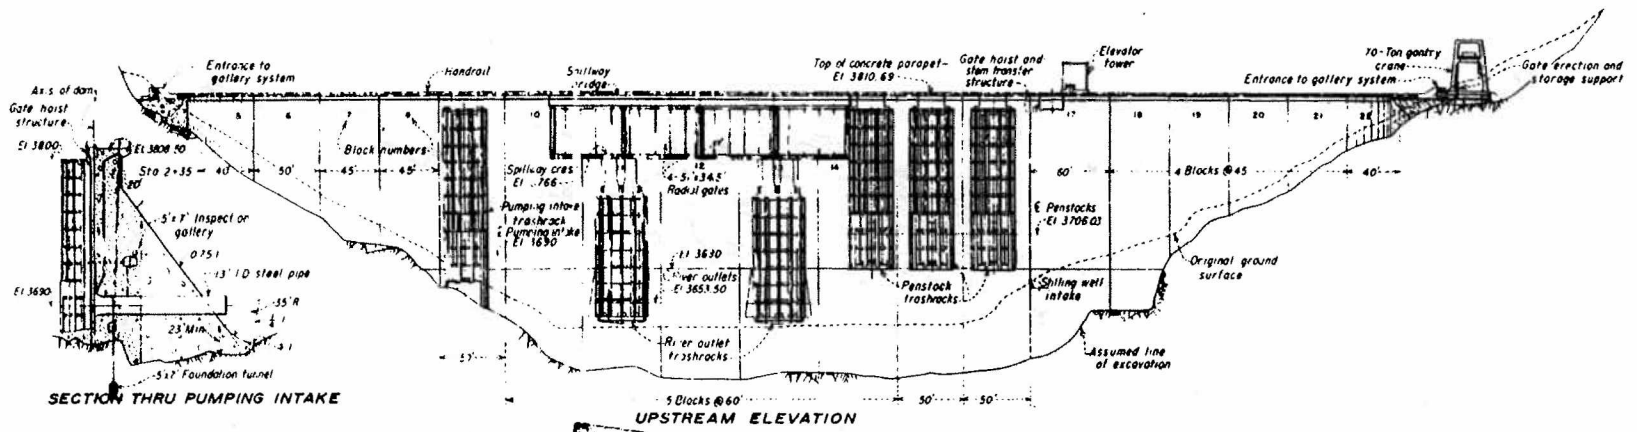 Entrance to
gallery system
Axis of dam
Gate hoist
structure
El 3800
El 3808.50
20'
5'x7' Inspection
gallery
0.75:1
13' I.D. steel pipe
El 3690
35' R
23' Min
5'x7' Foundation tunnel
SECTION THRU PUMPING INTAKE
Handrail
Spillway
bridge
Top of concrete parapet
El 3810.69
Gate hoist and
stem transfer
structure
Elevator
tower
Entrance to gallery system
70-Ton gantry
crane
Gate erection and
storage support
5 6 7 8 10 12 14 17 18 19 20 21 22
Block numbers
Sta 2+35 40' 50' 45' 45'
Spillway crest
Radial gates
60' 4 Blocks @ 45' 40'
Pumping intake
trashrack
Pumping intake
El 3690
Penstocks
El 3706.03
River outlets
El 3653.50
Penstock
trashracks
Stilling well
intake
Original ground
surface
River outlet
trashracks
Assumed line
of excavation
50'
5 Blocks @ 60' 50' 50'
UPSTREAM ELEVATION